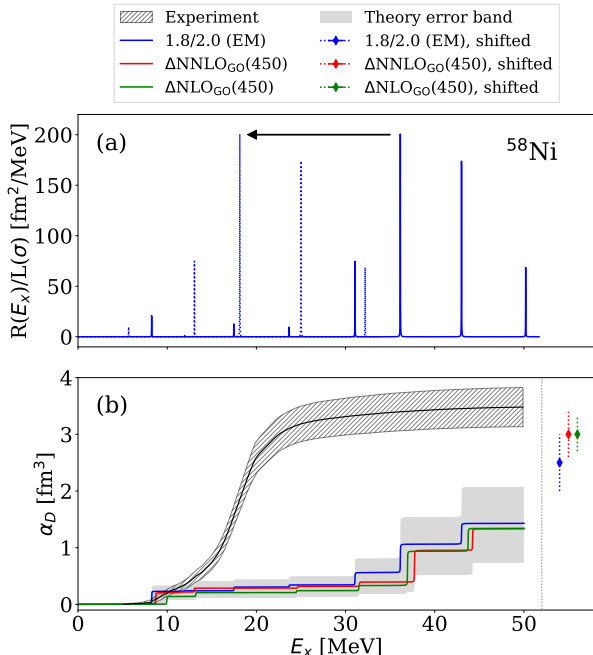 Experiment
Theory error band
1.8/2.0 (EM)
1.8/2.0 (EM), shifted
ΔNNLO_GO(450)
ΔNNLO_GO(450), shifted
ΔNLO_GO(450)
ΔNLO_GO(450), shifted
(a)
⁵⁸Ni
R(E_x)/L(σ) [fm²/MeV]
200
150
100
50
0
(b)
α_D [fm³]
4
3
2
1
0
0 10 20 30 40 50
E_x [MeV]